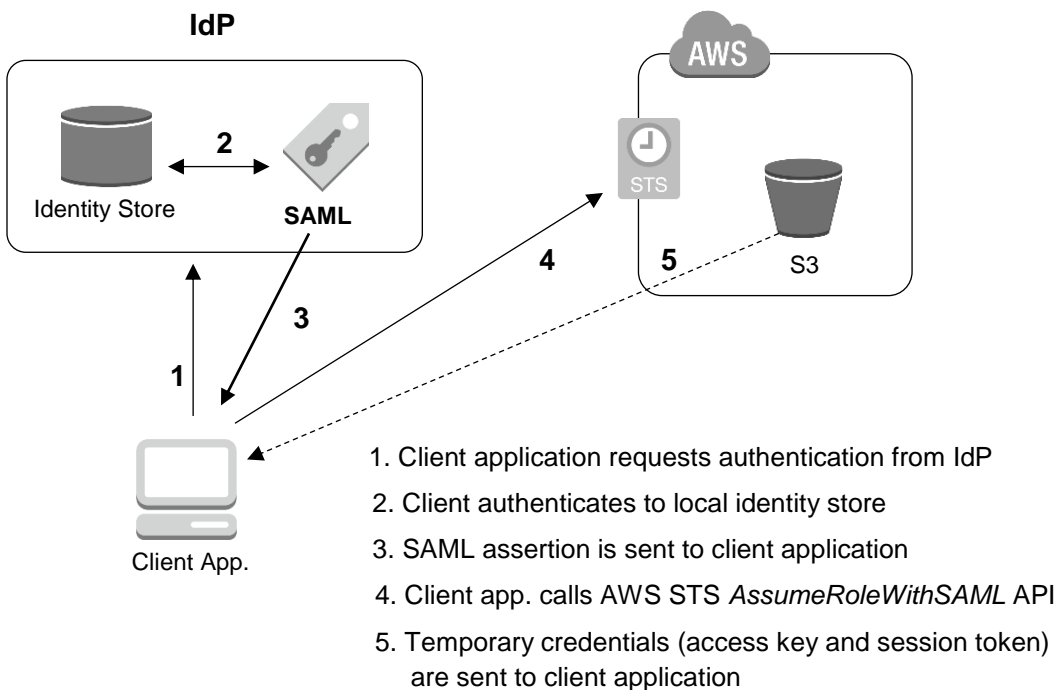 IdP
AWS
2
Identity Store
SAML
STS
S3
4
5
3
1
Client App.
1. Client application requests authentication from IdP
2. Client authenticates to local identity store
3. SAML assertion is sent to client application
4. Client app. calls AWS STS AssumeRoleWithSAML API
5. Temporary credentials (access key and session token)
are sent to client application